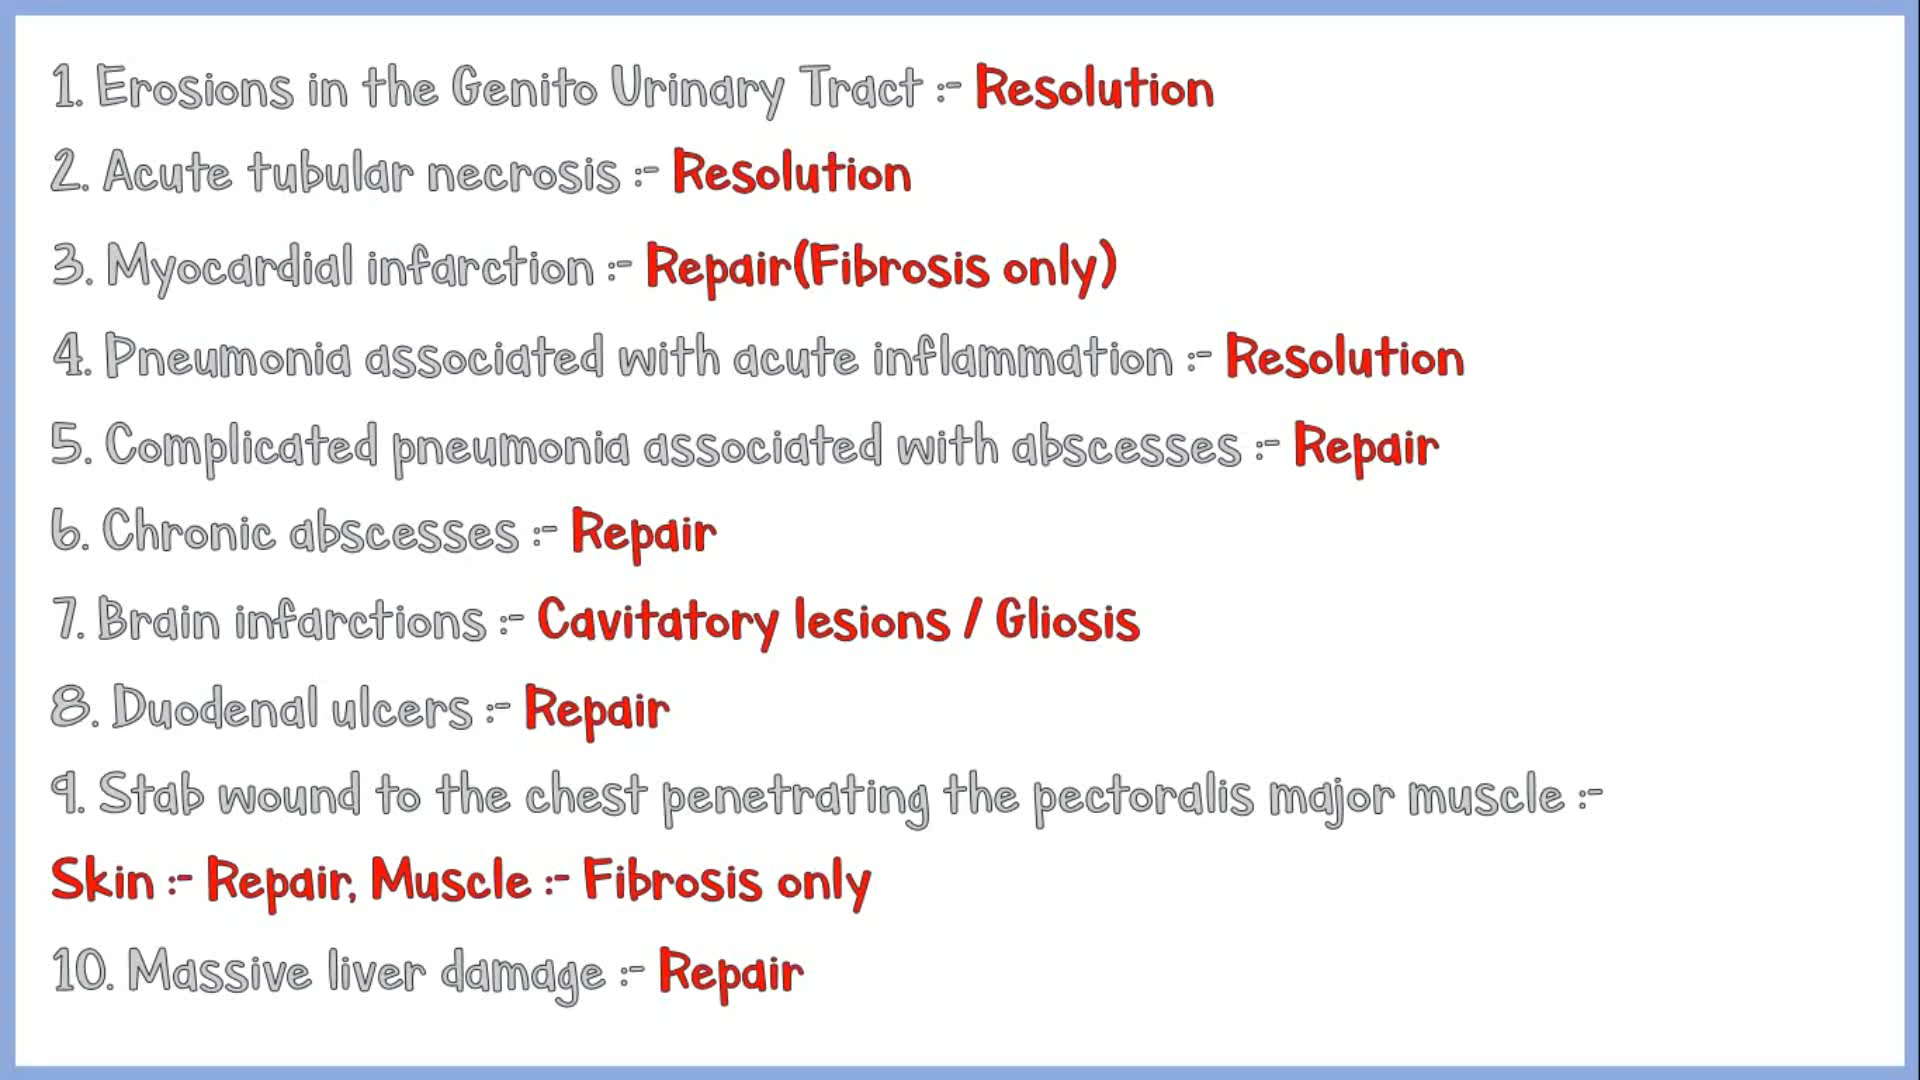 1. Erosions in the Genito Urinary Tract :- Resolution
2. Acute tubular necrosis :- Resolution
3. Myocardial infarction :- Repair(Fibrosis only)
4. Pneumonia associated with acute inflammation :- Resolution
5. Complicated pneumonia associated with abscesses :- Repair
6. Chronic abscesses :- Repair
7. Brain infarctions :- Cavitatory lesions / Gliosis
8. Duodenal ulcers :- Repair
9. Stab wound to the chest penetrating the pectoralis major muscle :-
Skin :- Repair, Muscle :- Fibrosis only
10. Massive liver damage :- Repair